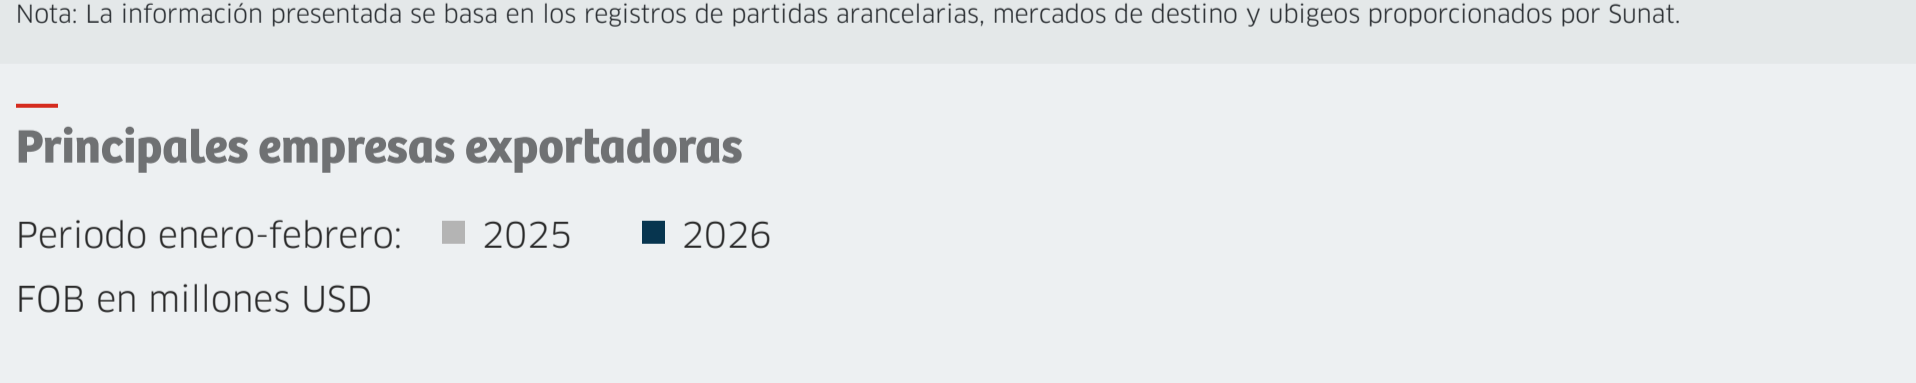 Nota: La información presentada se basa en los registros de partidas arancelarias, mercados de destino y ubigeos proporcionados por Sunat.
Principales empresas exportadoras
Periodo enero-febrero: 2025 2026
FOB en millones USD